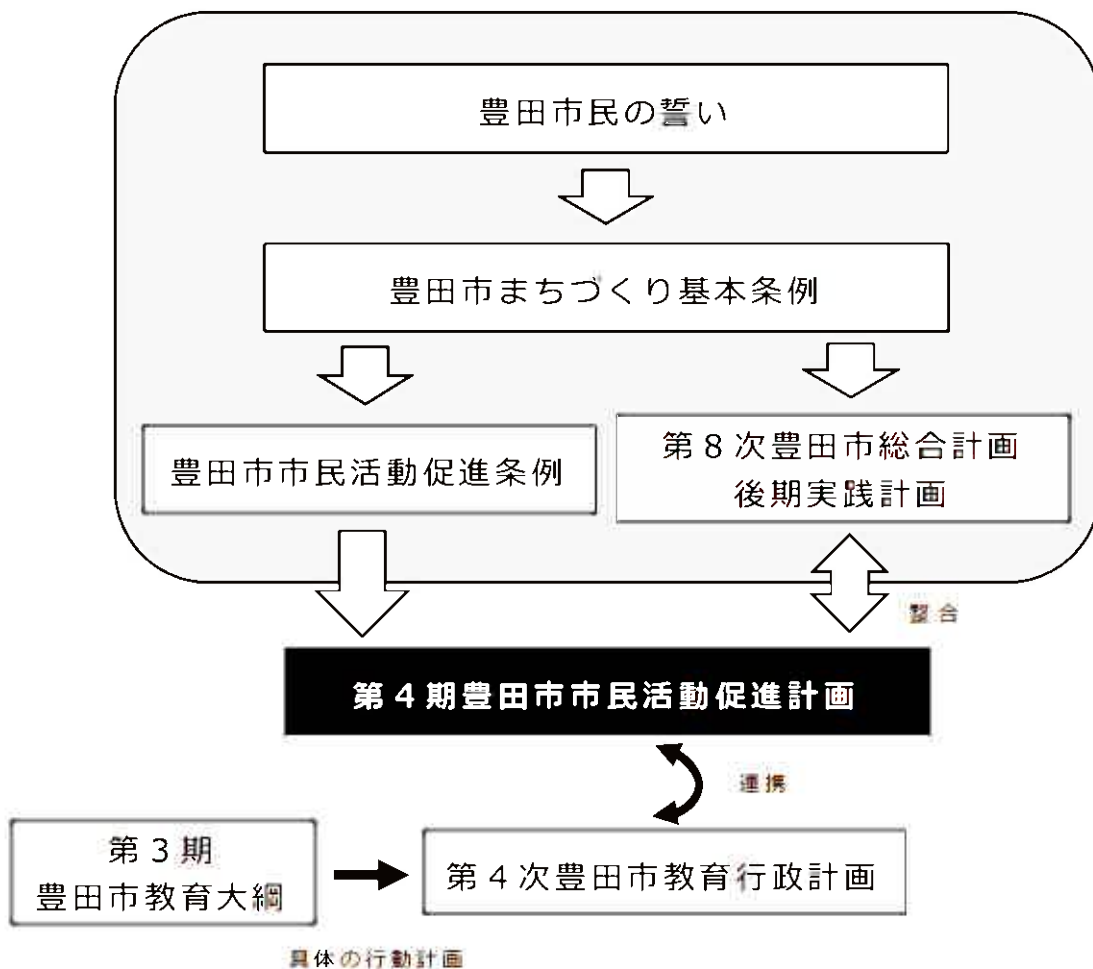 豊田市民の誓い
豊田市まちづくり基本条例
豊田市市民活動促進条例
第8次豊田市総合計画
後期実践計画
整合
第4期豊田市市民活動促進計画
連携
第3期
豊田市教育大綱
第4次豊田市教育行政計画
具体の行動計画